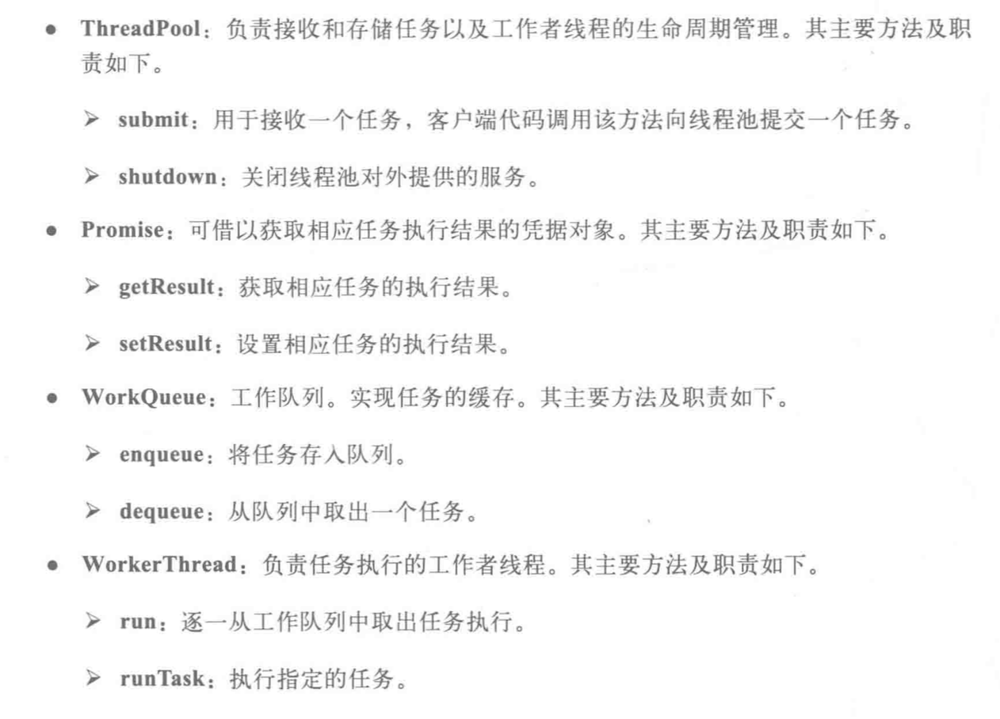 ● ThreadPool：负责接收和存储任务以及工作者线程的生命周期管理。其主要方法及职
责如下。
➢ submit：用于接收一个任务，客户端代码调用该方法向线程池提交一个任务。
➢ shutdown：关闭线程池对外提供的服务。
● Promise：可借以获取相应任务执行结果的凭据对象。其主要方法及职责如下。
➢ getResult：获取相应任务的执行结果。
➢ setResult：设置相应任务的执行结果。
● WorkQueue：工作队列。实现任务的缓存。其主要方法及职责如下。
➢ enqueue：将任务存入队列。
➢ dequeue：从队列中取出一个任务。
● WorkerThread：负责任务执行的工作者线程。其主要方法及职责如下。
➢ run：逐一从工作队列中取出任务执行。
➢ runTask：执行指定的任务。